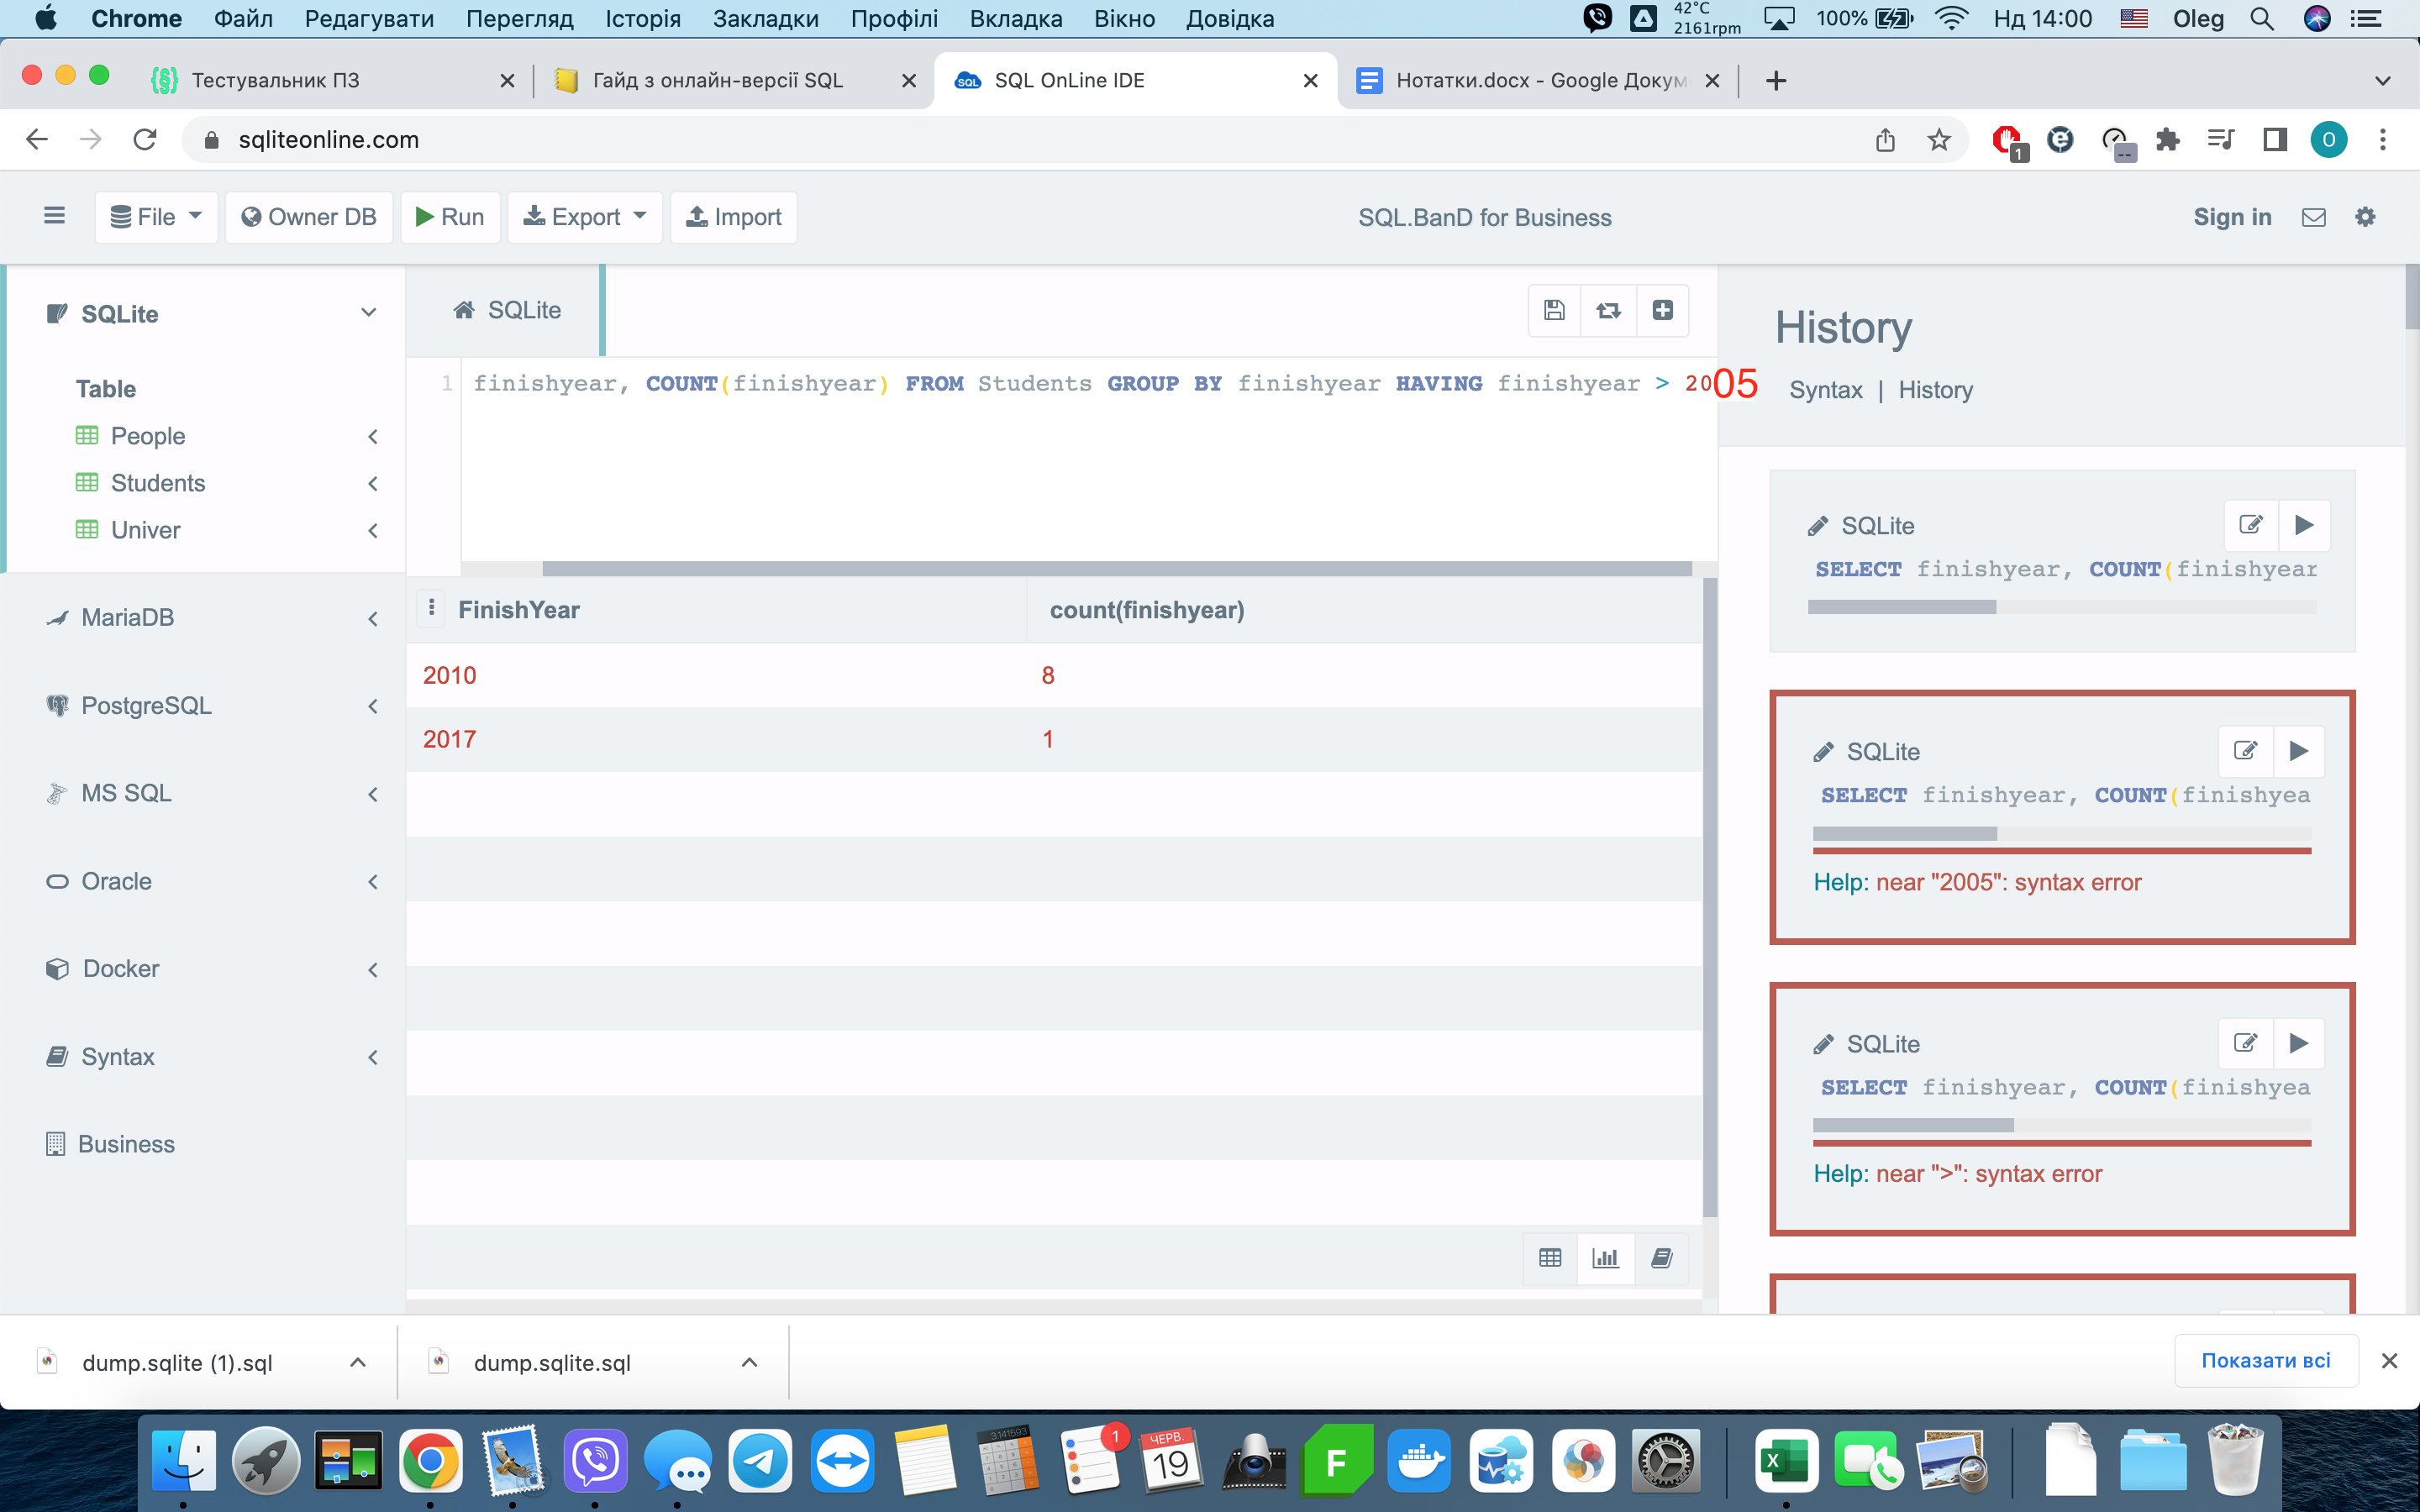 Chrome Файл Редагувати Перегляд Історія Закладки Профілі Вкладка Вікно Довідка 42°C 2161rpm 100% Нд 14:00 Oleg
Тестувальник ПЗ Гайд з онлайн-версії SQL SQL SQL OnLine IDE Нотатки.docx - Google Докум
sqliteonline.com 1 -- O
File Owner DB Run Export Import SQL.BanD for Business Sign in
SQLite
Table
People
Students
Univer
MariaDB
PostgreSQL
MS SQL
Oracle
Docker
Syntax
Business
SQLite
1 finishyear, COUNT(finishyear) FROM Students GROUP BY finishyear HAVING finishyear > 2005
FinishYear count(finishyear)
2010 8
2017 1
History
Syntax | History
SQLite
SELECT finishyear, COUNT(finishyear
SQLite
SELECT finishyear, COUNT(finishyea
Help: near "2005": syntax error
SQLite
SELECT finishyear, COUNT(finishyea
Help: near ">": syntax error
dump.sqlite (1).sql dump.sqlite.sql Показати всі
3.141593 1 ЧЕРВ. 19 F X